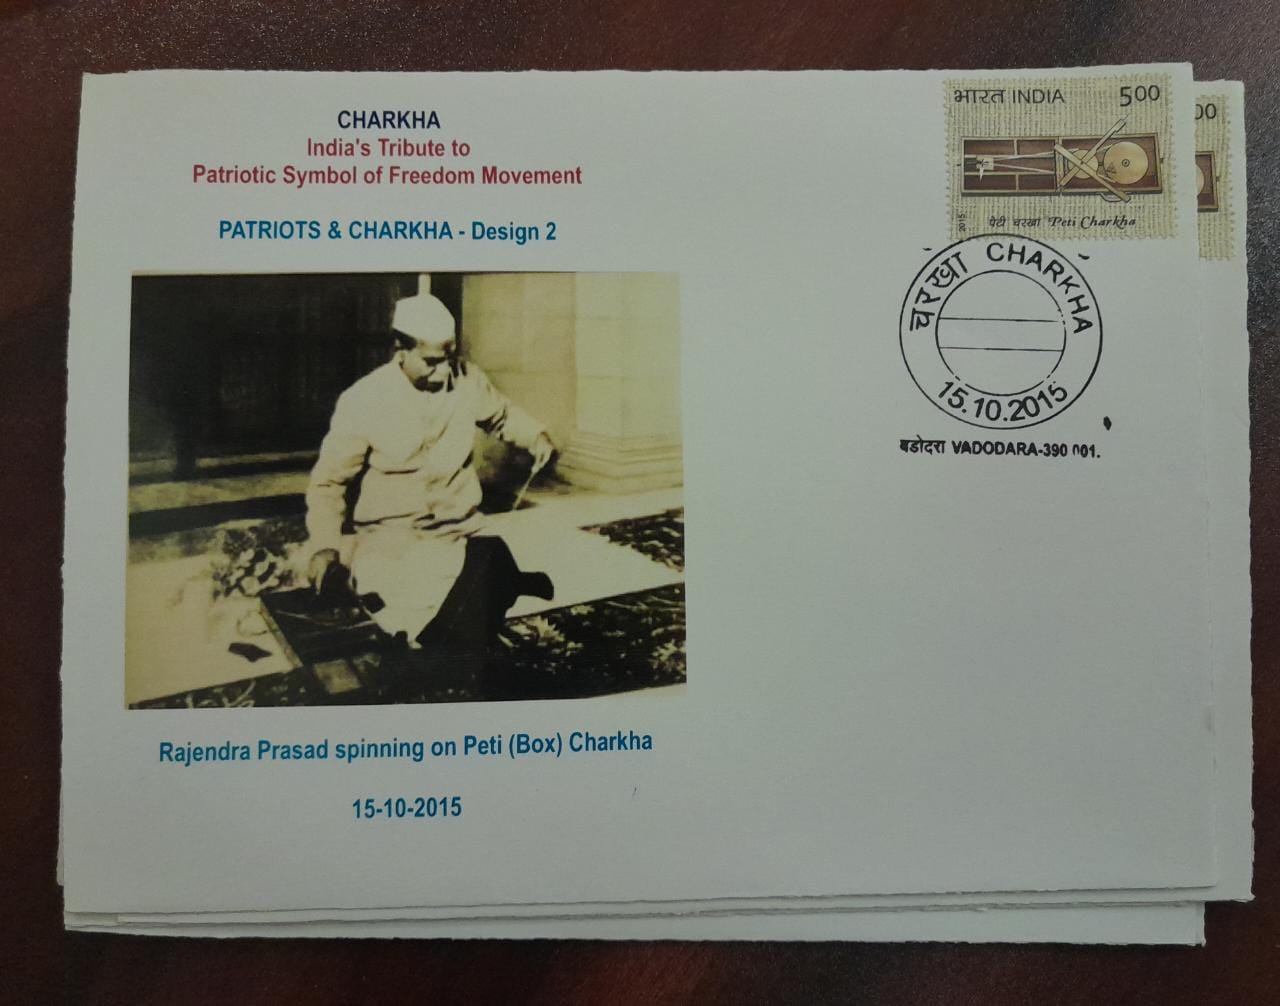 CHARKHA
India's Tribute to
Patriotic Symbol of Freedom Movement
PATRIOTS & CHARKHA - Design 2
Rajendra Prasad spinning on Peti (Box) Charkha
15-10-2015
भारत INDIA 500
2015 पेटी चरखा Peti Charkha
00
चरखा CHARKHA
15.10.2015
बडोदरा VADODARA-390 001.